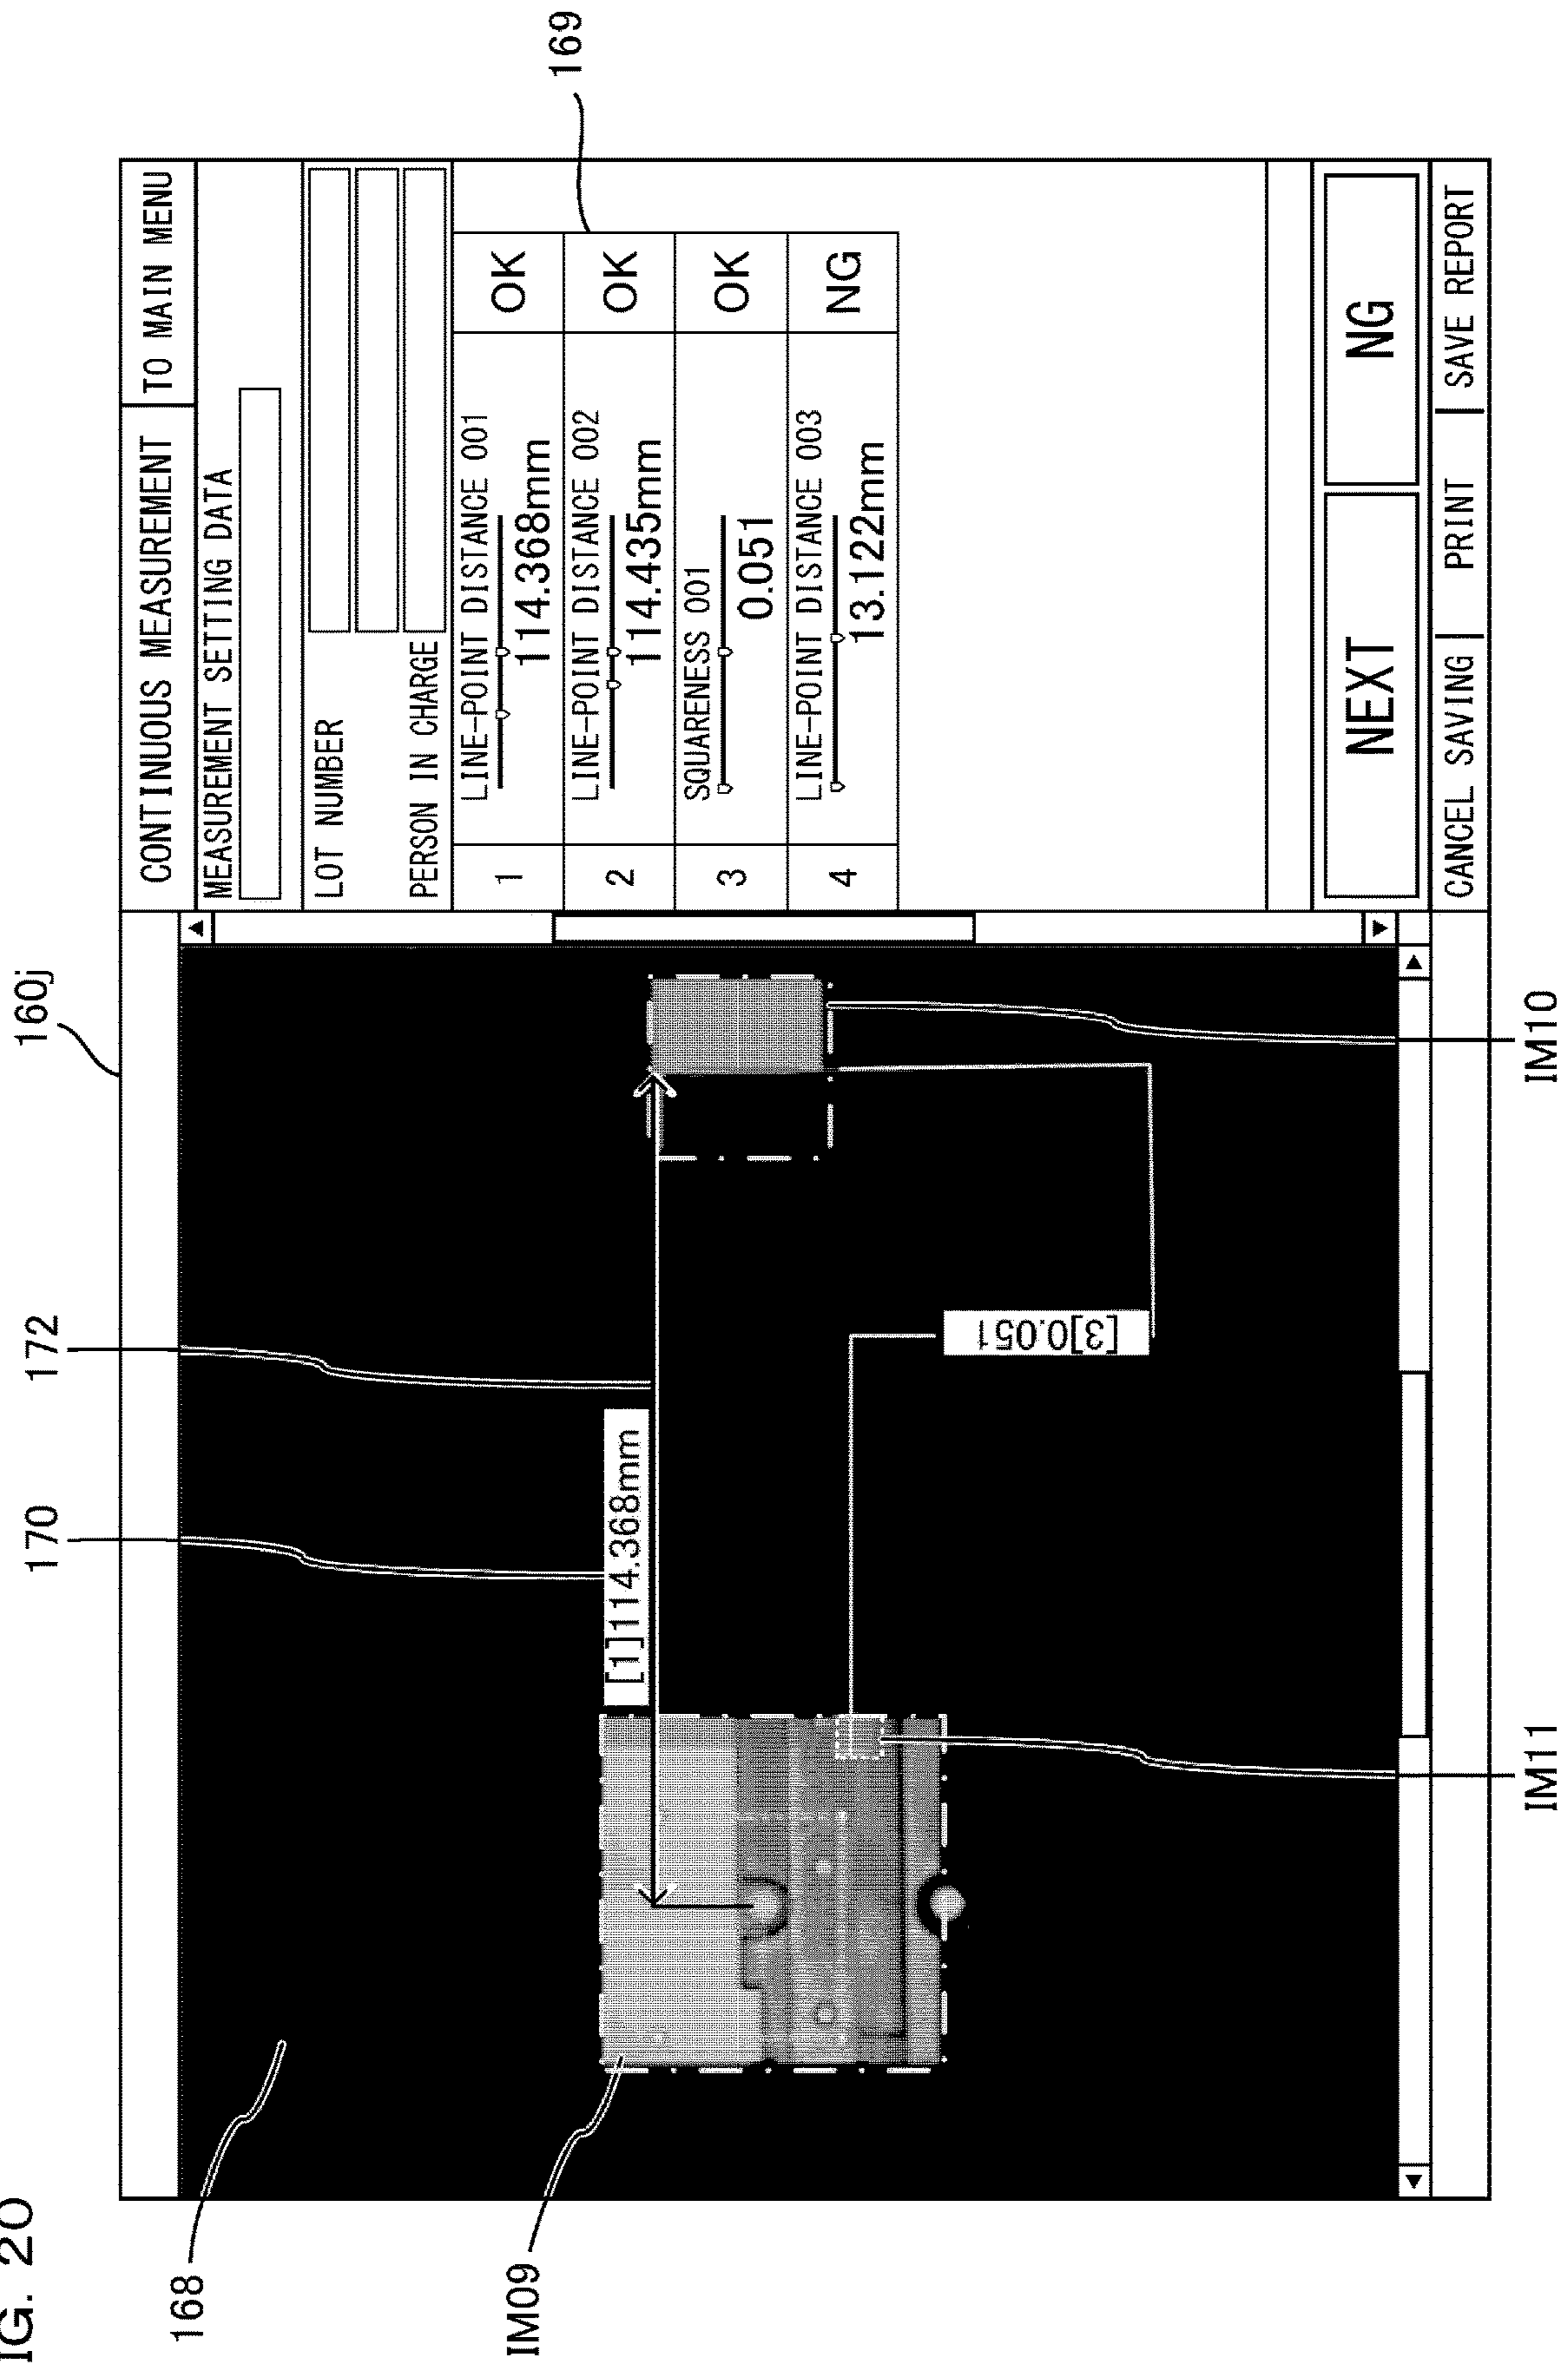 IG. 20
160j
170
172
168
169
IM09
IM10
IM11
CONTINUOUS MEASUREMENT
TO MAIN MENU
MEASUREMENT SETTING DATA
LOT NUMBER
PERSON IN CHARGE
1
LINE-POINT DISTANCE 001
114.368mm
OK
2
LINE-POINT DISTANCE 002
114.435mm
OK
3
SQUARENESS 001
0.051
OK
4
LINE-POINT DISTANCE 003
13.122mm
NG
[1]114.368mm
[3]0.051
NEXT
NG
CANCEL SAVING
PRINT
SAVE REPORT